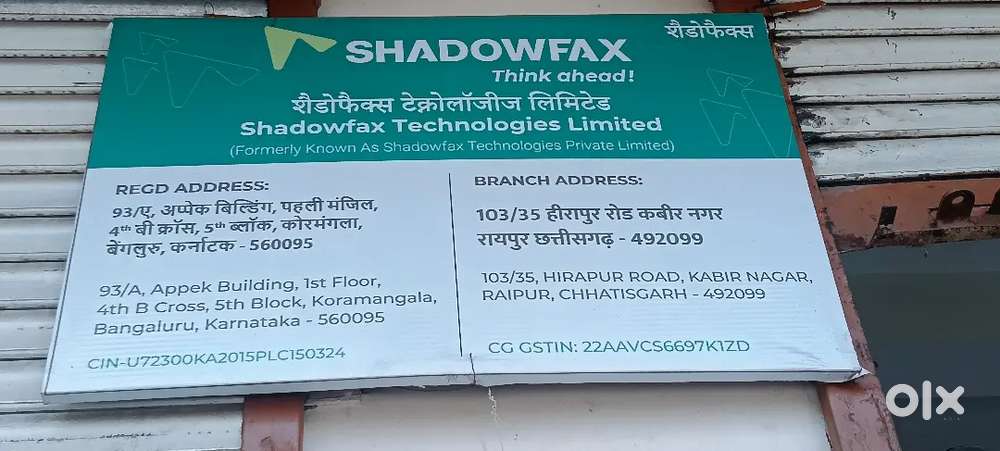 शैडोफैक्स
SHADOWFAX
Think ahead!
शैडोफैक्स टेक्नोलॉजीज लिमिटेड
Shadowfax Technologies Limited
(Formerly Known As Shadowfax Technologies Private Limited)
REGD ADDRESS:
93/ए, अप्पेक बिल्डिंग, पहली मंजिल,
4th बी क्रॉस, 5th ब्लॉक, कोरमंगला,
बेंगलुरु, कर्नाटक - 560095
93/A, Appek Building, 1st Floor,
4th B Cross, 5th Block, Koramangala,
Bangaluru, Karnataka - 560095
CIN-U72300KA2015PLC150324
BRANCH ADDRESS:
103/35 हीरापुर रोड कबीर नगर
रायपुर छत्तीसगढ़ - 492099
103/35, HIRAPUR ROAD, KABIR NAGAR,
RAIPUR, CHHATISGARH - 492099
CG GSTIN: 22AAVCS6697K1ZD
olx